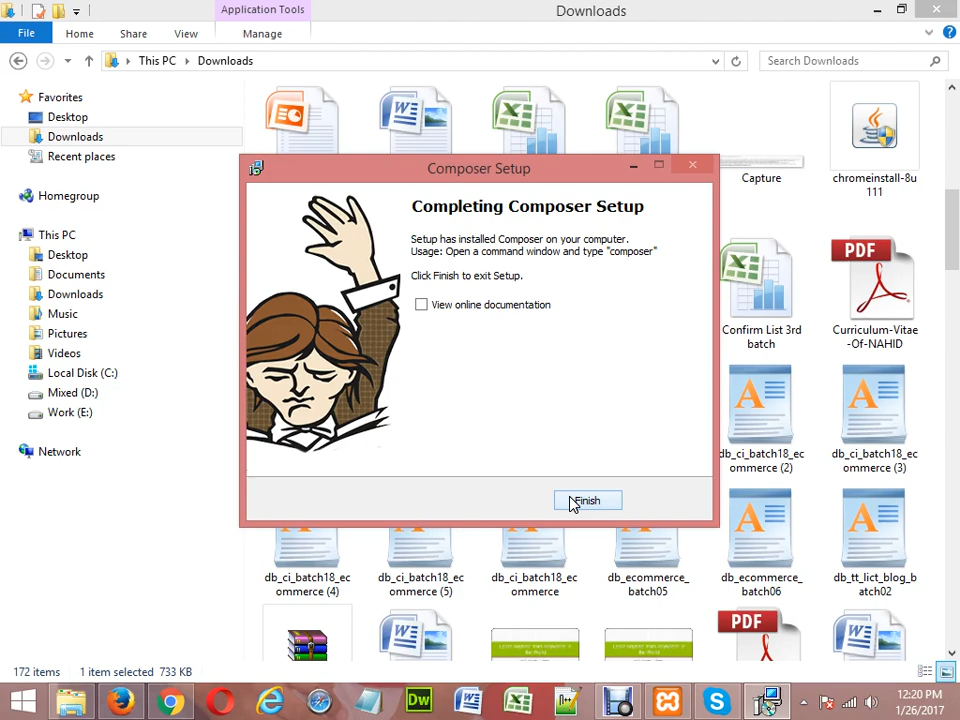 Application Tools
Downloads
File
Home
Share
View
Manage
This PC
Downloads
Search Downloads
Favorites
Desktop
Downloads
Recent places
Homegroup
This PC
Desktop
Documents
Downloads
Music
Pictures
Videos
Local Disk (C:)
Mixed (D:)
Work (E:)
Network
Capture
chromeinstall-8u
111
PDF
Confirm List 3rd
batch
Curriculum-Vitae
-Of-NAHID
db_ci_batch18_ec
ommerce (2)
db_ci_batch18_ec
ommerce (3)
Composer Setup
Completing Composer Setup
Setup has installed Composer on your computer.
Usage: Open a command window and type "composer"
Click Finish to exit Setup.
View online documentation
Finish
db_ci_batch18_ec
ommerce (4)
db_ci_batch18_ec
ommerce (5)
db_ci_batch18_ec
ommerce
db_ecommerce_
batch05
db_ecommerce_
batch06
db_tt_lict_blog_b
atch02
PDF
172 items
1 item selected 733 KB
Dw
12:20 PM
1/26/2017